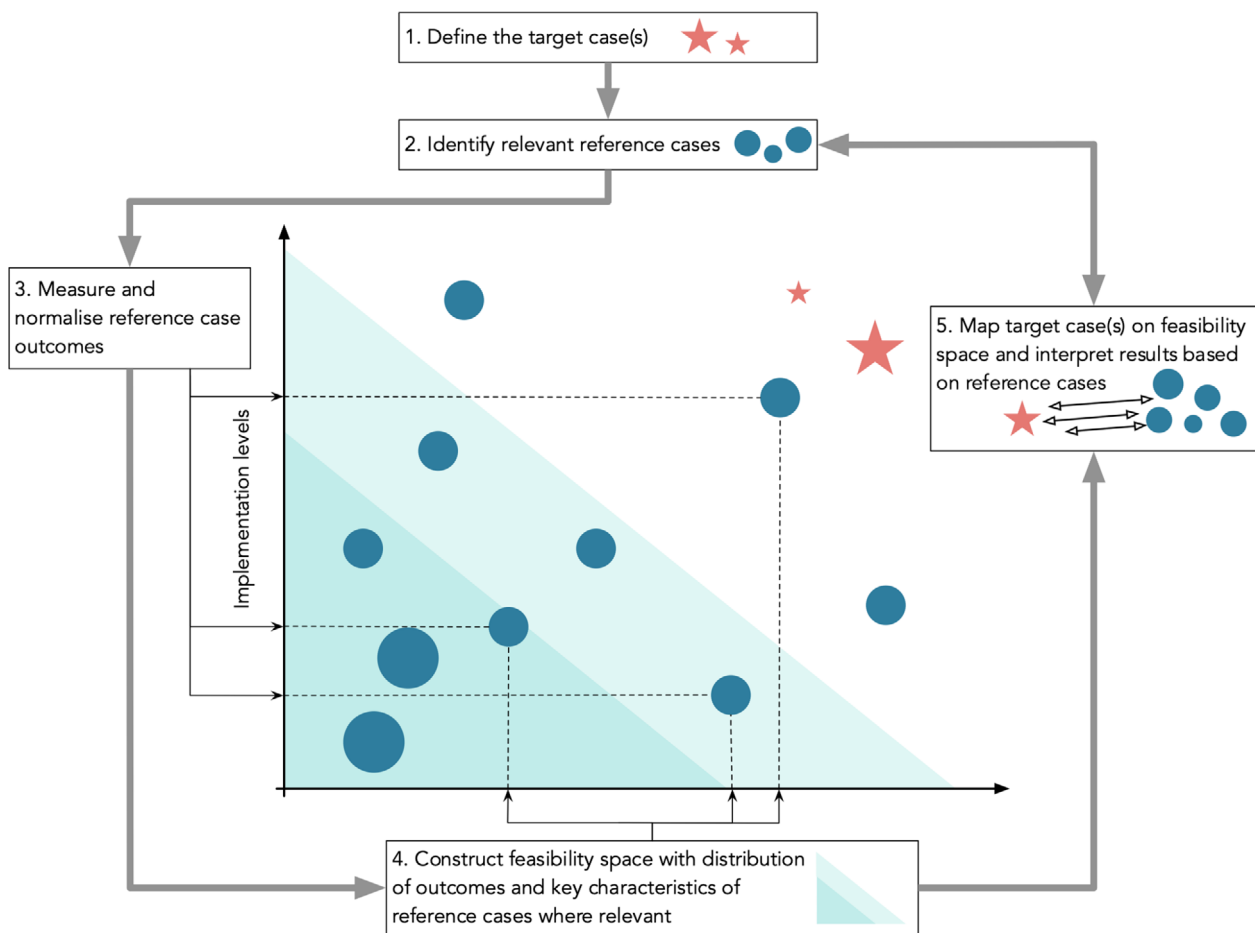 1. Define the target case(s)
2. Identify relevant reference cases
3. Measure and
normalise reference case
outcomes
Implementation levels
5. Map target case(s) on feasibility
space and interpret results based
on reference cases
4. Construct feasibility space with distribution
of outcomes and key characteristics of
reference cases where relevant